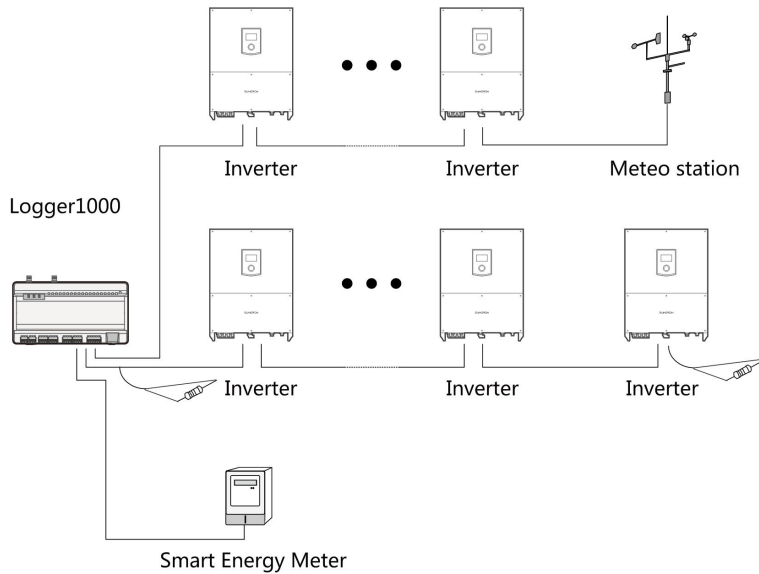 Inverter
Inverter
Meteo station
Logger1000
Inverter
Inverter
Inverter
Smart Energy Meter